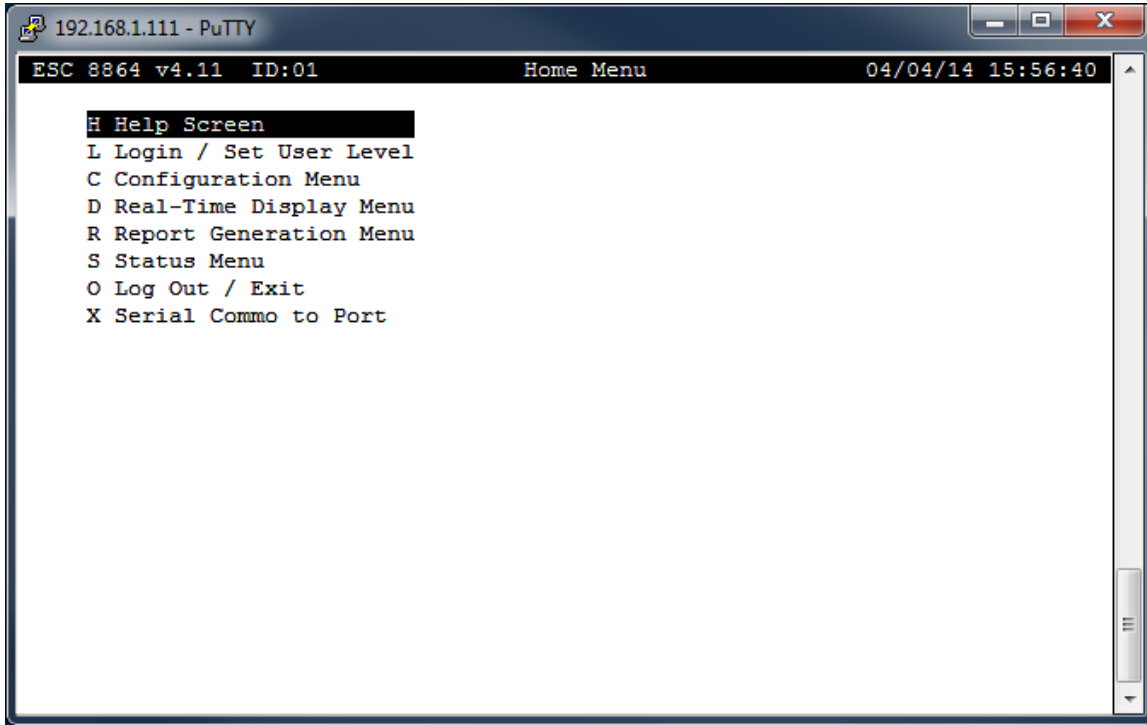 192.168.1.111 - PuTTY
ESC 8864 v4.11 ID:01 Home Menu 04/04/14 15:56:40
H Help Screen
L Login / Set User Level
C Configuration Menu
D Real-Time Display Menu
R Report Generation Menu
S Status Menu
O Log Out / Exit
X Serial Commo to Port